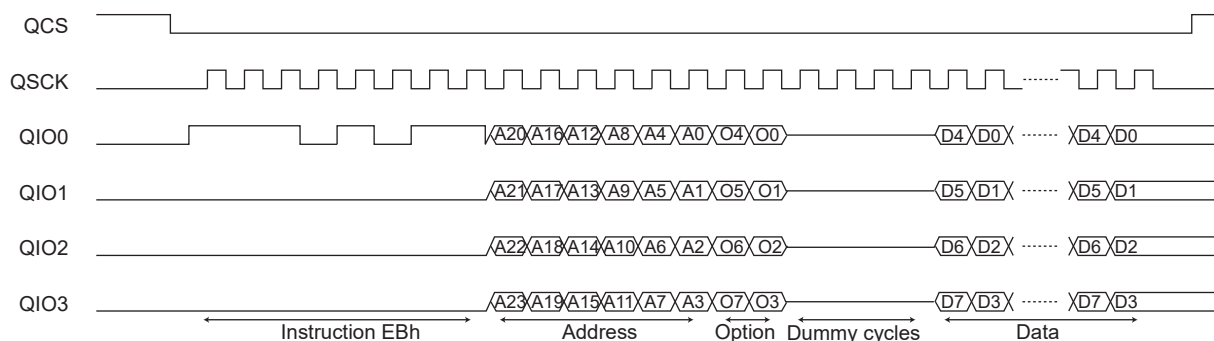 QCS
QSCK
QIO0 A20 A16 A12 A8 A4 A0 O4 O0 D4 D0 D4 D0
QIO1 A21 A17 A13 A9 A5 A1 O5 O1 D5 D1 D5 D1
QIO2 A22 A18 A14 A10 A6 A2 O6 O2 D6 D2 D6 D2
QIO3 A23 A19 A15 A11 A7 A3 O7 O3 D7 D3 D7 D3
Instruction EBh Address Option Dummy cycles Data